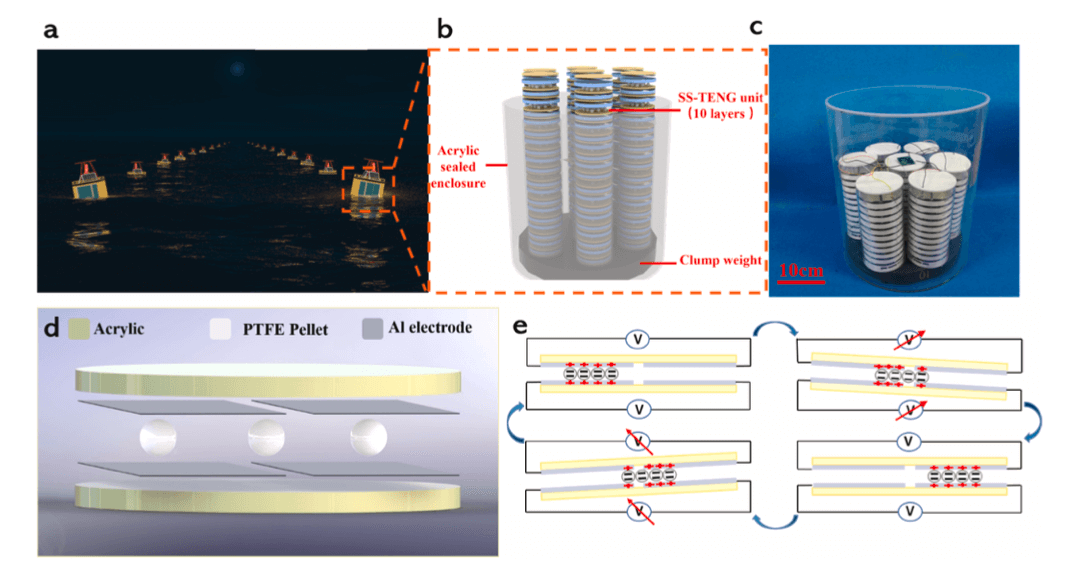 a
b
c
SS-TENG unit
(10 layers )
Acrylic
sealed
enclosure
Clump weight
10cm
d
Acrylic
PTFE Pellet
Al electrode
e
V
V
V
V
V
V
V
V